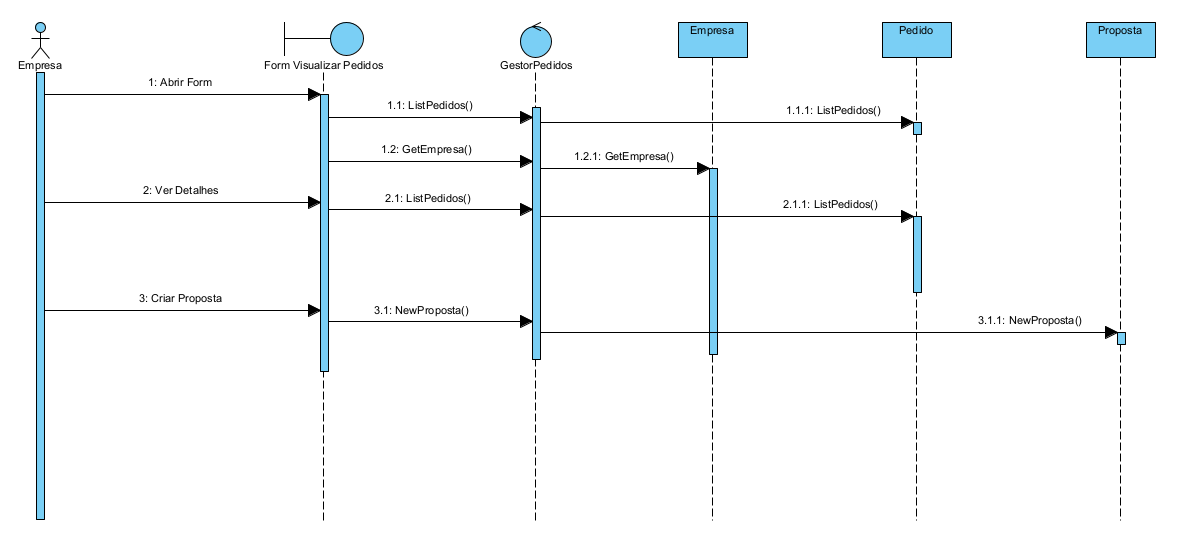 Empresa
Form Visualizar Pedidos
GestorPedidos
Empresa
Pedido
Proposta
1: Abrir Form
1.1: ListPedidos()
1.1.1: ListPedidos()
1.2: GetEmpresa()
1.2.1: GetEmpresa()
2: Ver Detalhes
2.1: ListPedidos()
2.1.1: ListPedidos()
3: Criar Proposta
3.1: NewProposta()
3.1.1: NewProposta()